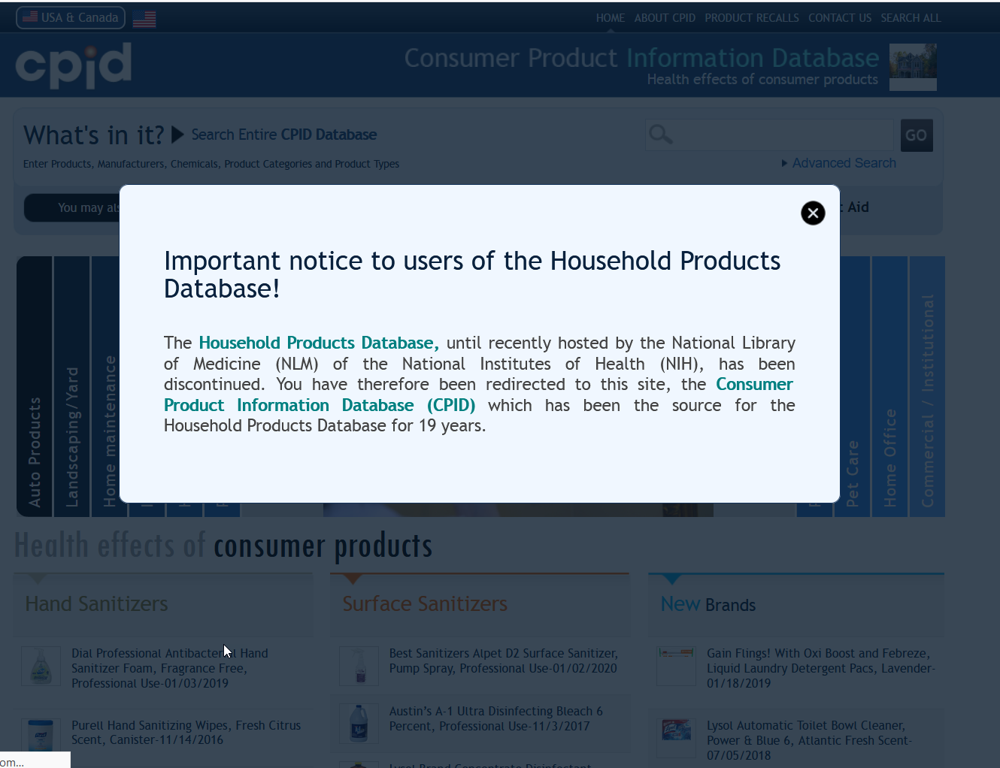 USA & Canada
HOME ABOUT CPID PRODUCT RECALLS CONTACT US SEARCH ALL
cpid
Consumer Product Information Database
Health effects of consumer products
What's in it? Search Entire CPID Database
GO
Enter Products, Manufacturers, Chemicals, Product Categories and Product Types
Advanced Search
You may als
Aid
Important notice to users of the Household Products
Database!
The Household Products Database, until recently hosted by the National Library
of Medicine (NLM) of the National Institutes of Health (NIH), has been
discontinued. You have therefore been redirected to this site, the Consumer
Product Information Database (CPID) which has been the source for the
Household Products Database for 19 years.
Auto Products
Landscaping/Yard
Home maintenance
Pet Care
Home Office
Commercial / Institutional
Health effects of consumer products
Hand Sanitizers
Dial Professional Antibacterial Hand
Sanitizer Foam, Fragrance Free,
Professional Use-01/03/2019
Purell Hand Sanitizing Wipes, Fresh Citrus
Scent, Canister-11/14/2016
Surface Sanitizers
Best Sanitizers Alpet D2 Surface Sanitizer,
Pump Spray, Professional Use-01/02/2020
Austin's A-1 Ultra Disinfecting Bleach 6
Percent, Professional Use-11/3/2017
Lysol Brand Concentrate Disinfectant
New Brands
Gain Flings! With Oxi Boost and Febreze,
Liquid Laundry Detergent Pacs, Lavender-
01/18/2019
Lysol Automatic Toilet Bowl Cleaner,
Power & Blue 6, Atlantic Fresh Scent-
07/05/2018
om...